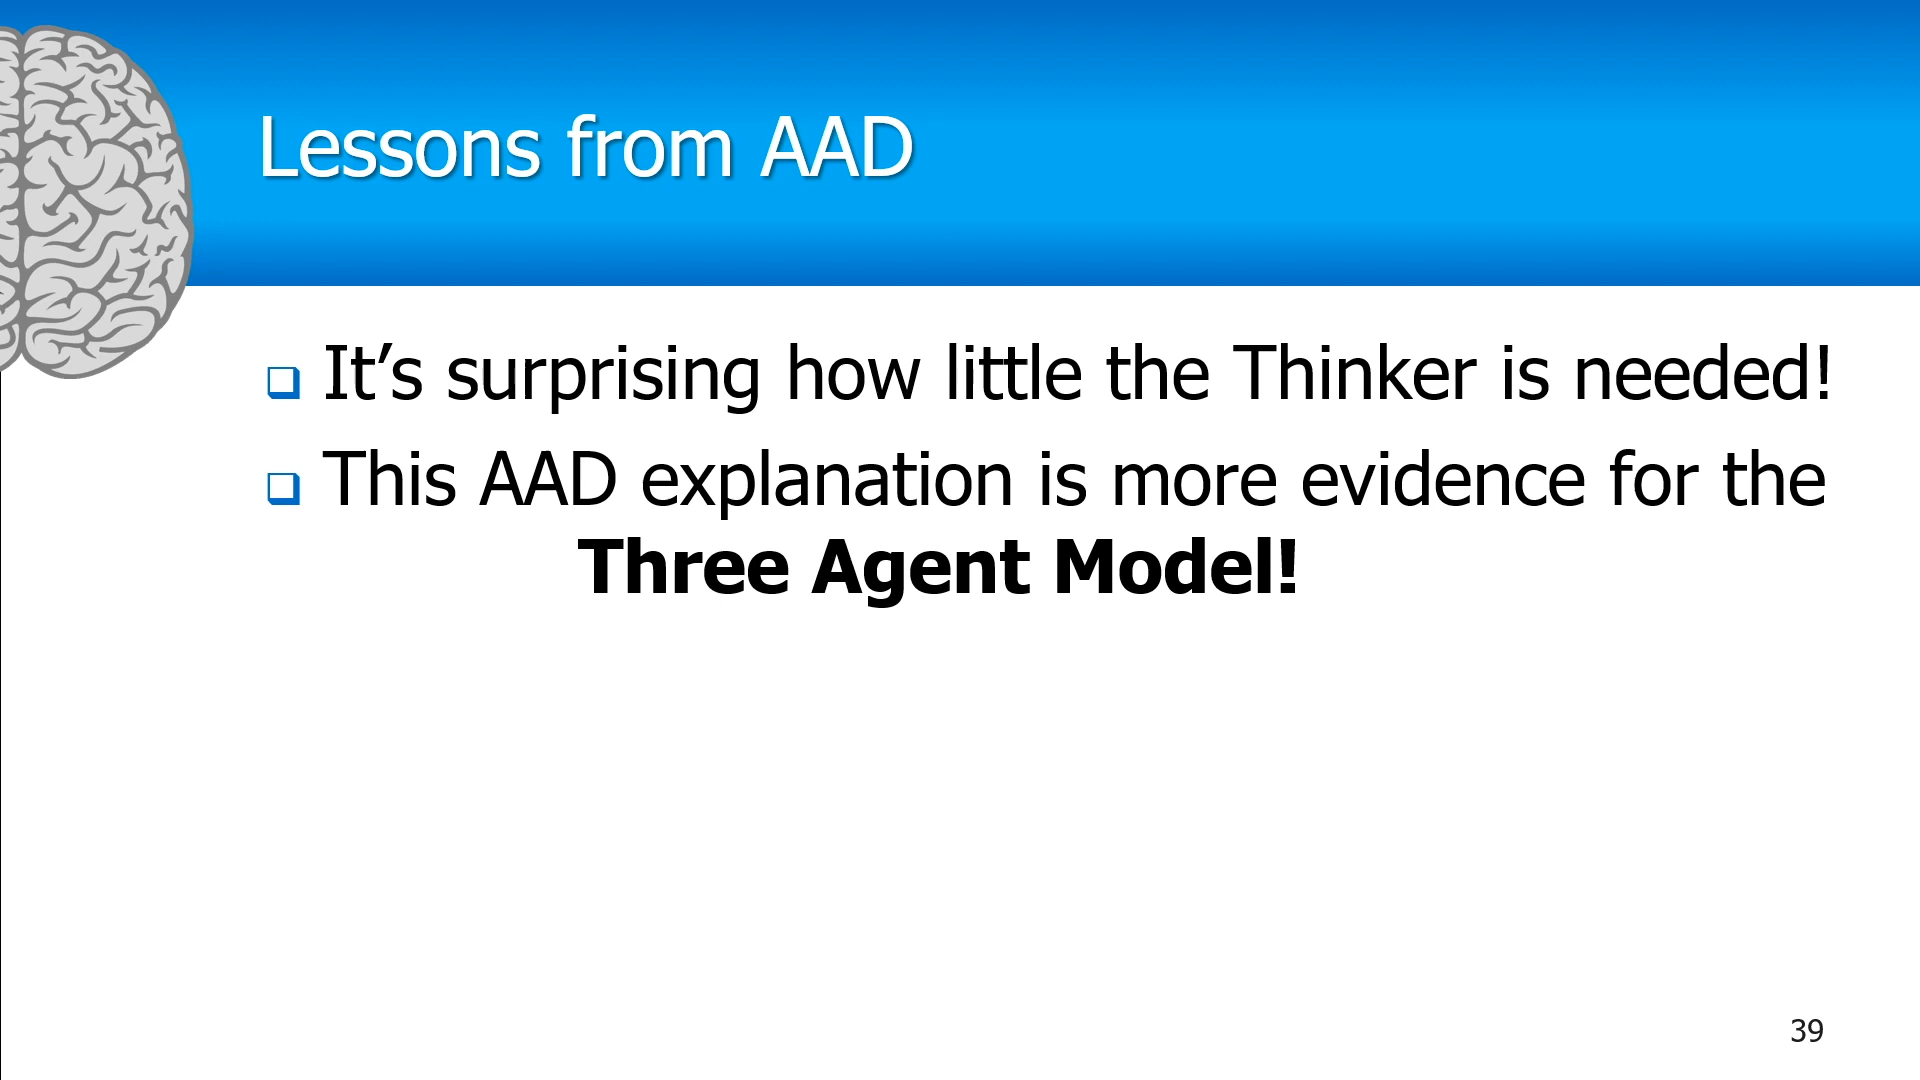 Lessons from AAD
It’s surprising how little the Thinker is needed!
This AAD explanation is more evidence for the
Three Agent Model!
39